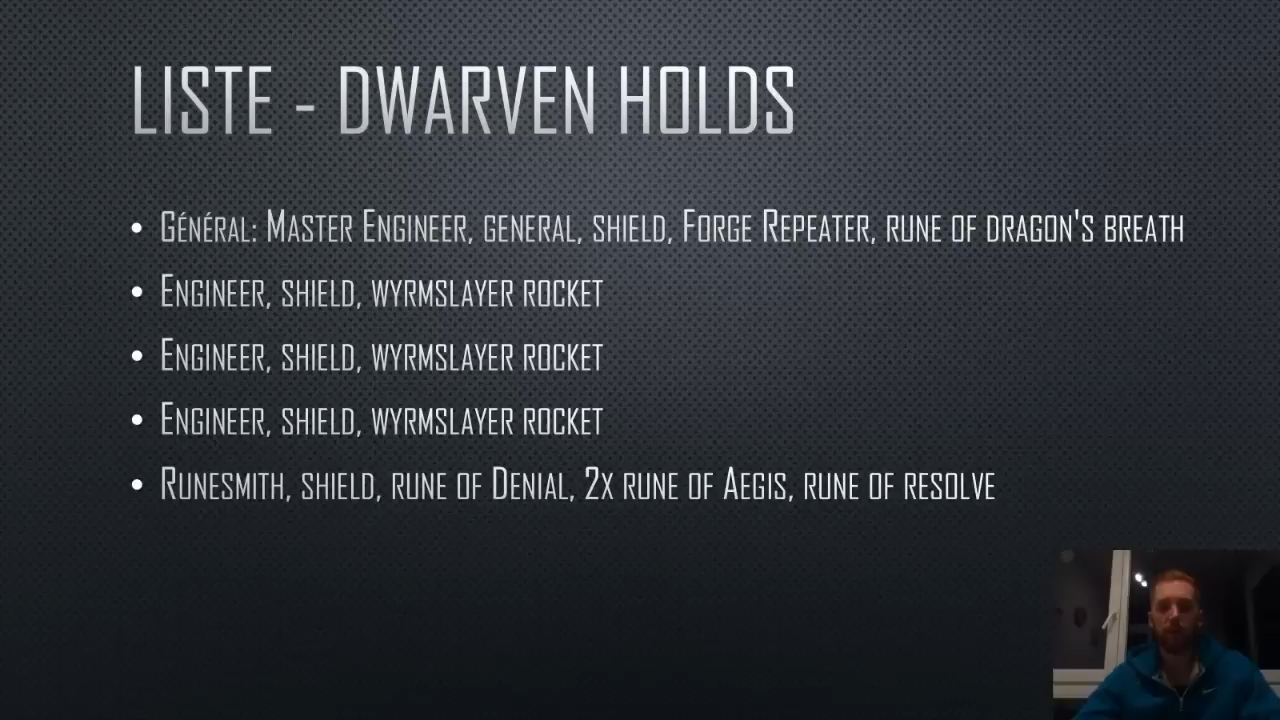 LISTE - DWARVEN HOLDS
• GÉNÉRAL: MASTER ENGINEER, GENERAL, SHIELD, FORGE REPEATER, RUNE OF DRAGON'S BREATH
• ENGINEER, SHIELD, WYRMSLAYER ROCKET
• ENGINEER, SHIELD, WYRMSLAYER ROCKET
• ENGINEER, SHIELD, WYRMSLAYER ROCKET
• RUNESMITH, SHIELD, RUNE OF DENIAL, 2X RUNE OF AEGIS, RUNE OF RESOLVE